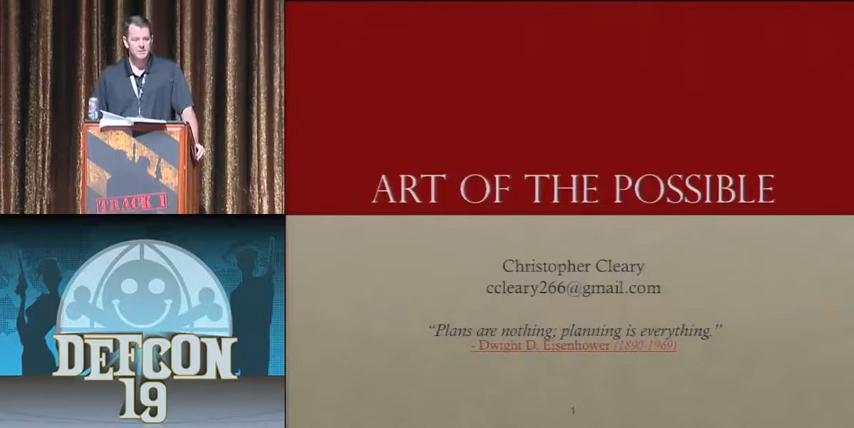 TRACK 1
DEFCON
19
ART OF THE POSSIBLE
Christopher Cleary
ccleary266@gmail.com
“Plans are nothing; planning is everything.”
- Dwight D. Eisenhower (1890-1969)
1